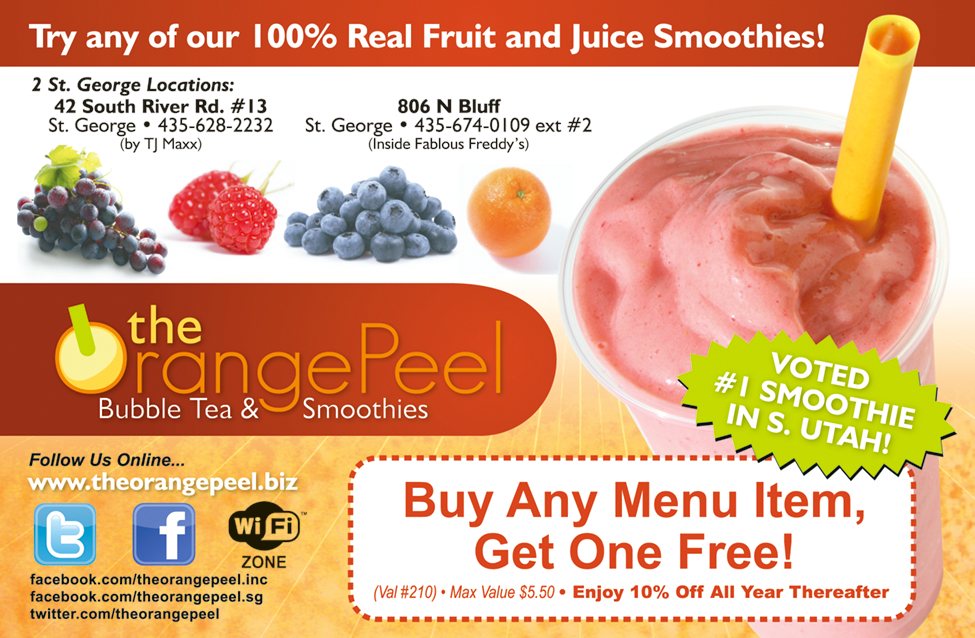 Try any of our 100% Real Fruit and Juice Smoothies!
2 St. George Locations:
42 South River Rd. #13
St. George • 435-628-2232
(by TJ Maxx)
806 N Bluff
St. George • 435-674-0109 ext #2
(Inside Fablous Freddy's)
the
OrangePeel
Bubble Tea & Smoothies
VOTED
#1 SMOOTHIE
IN S. UTAH!
Follow Us Online...
www.theorangepeel.biz
t f Wi Fi ™
ZONE
facebook.com/theorangepeel.inc
facebook.com/theorangepeel.sg
twitter.com/theorangepeel
Buy Any Menu Item,
Get One Free!
(Val #210) • Max Value $5.50 • Enjoy 10% Off All Year Thereafter